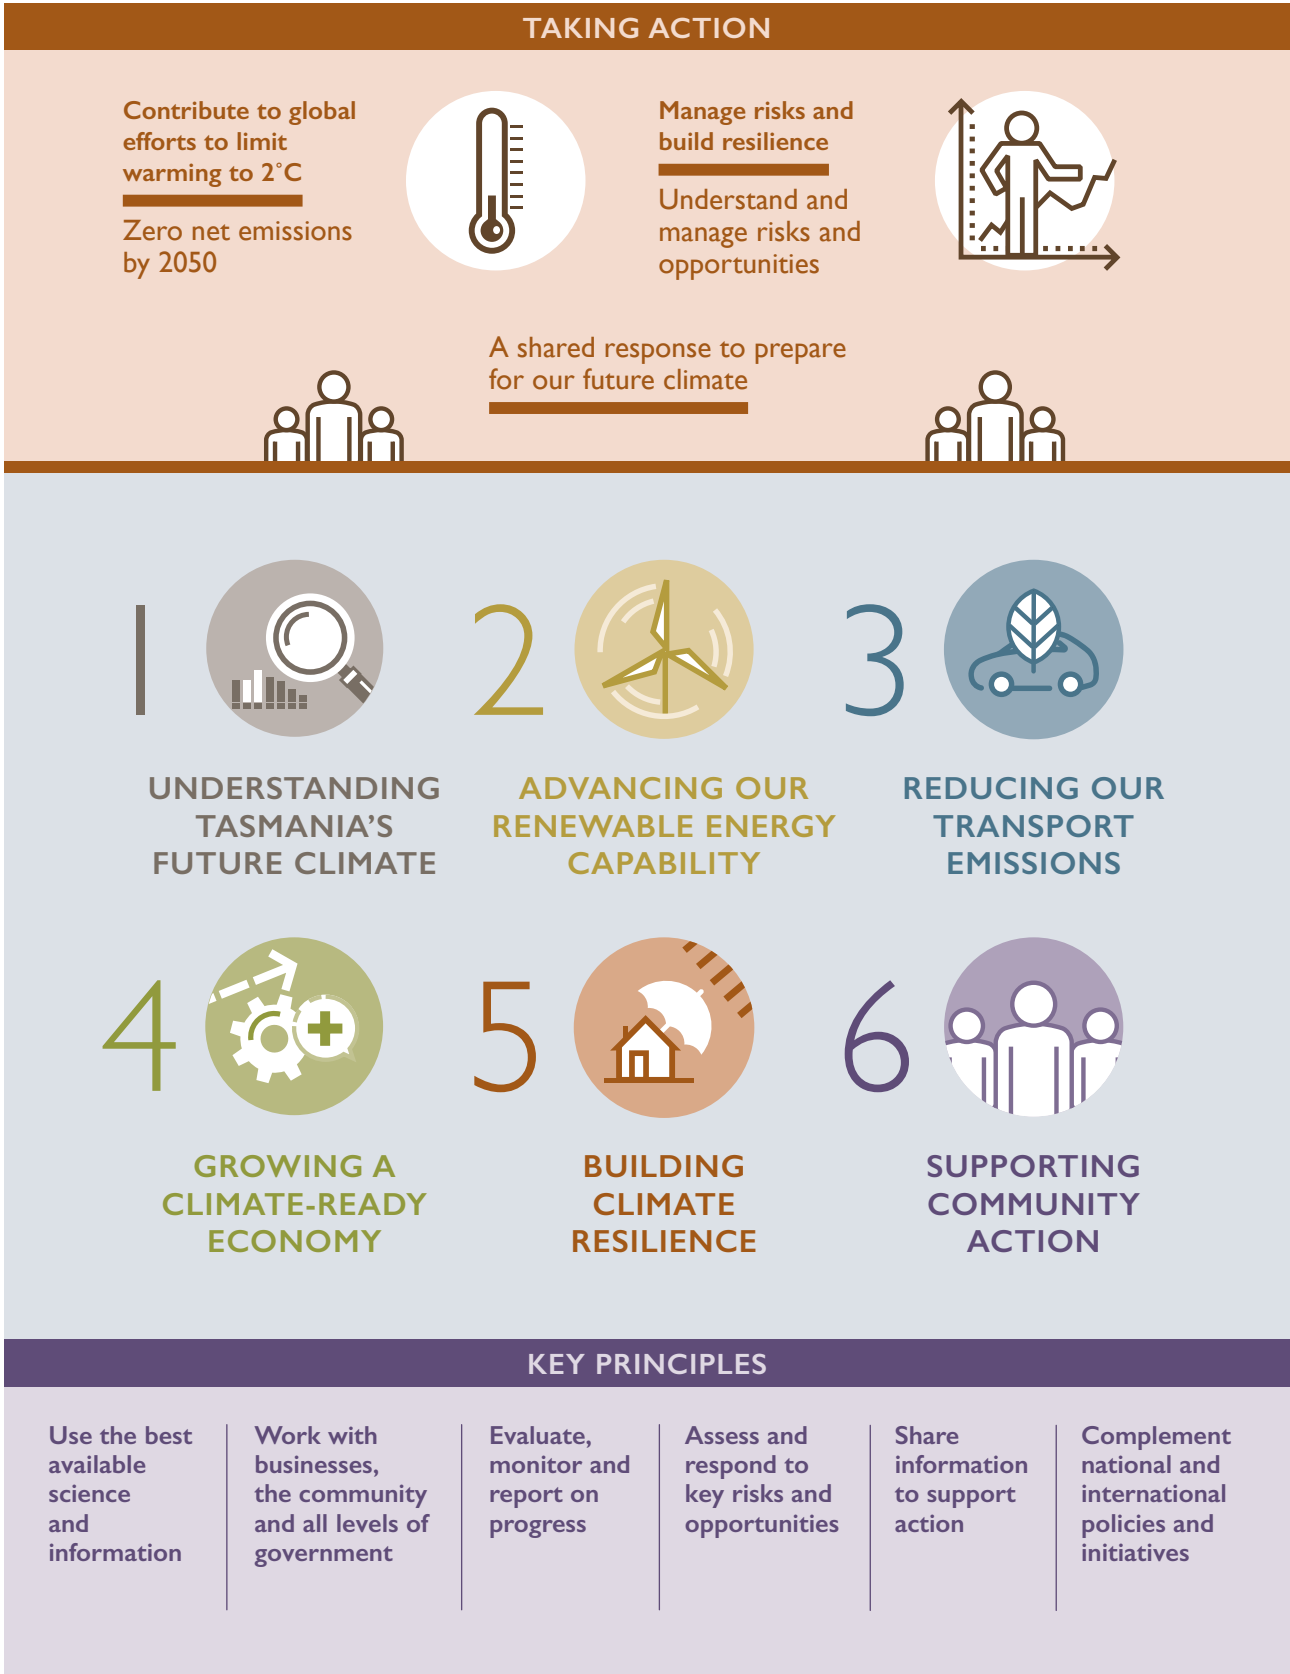 TAKING ACTION
Contribute to global
efforts to limit
warming to 2°C
Zero net emissions
by 2050
Manage risks and
build resilience
Understand and
manage risks and
opportunities
A shared response to prepare
for our future climate
1
UNDERSTANDING
TASMANIA’S
FUTURE CLIMATE
2
ADVANCING OUR
RENEWABLE ENERGY
CAPABILITY
3
REDUCING OUR
TRANSPORT
EMISSIONS
4
GROWING A
CLIMATE-READY
ECONOMY
5
BUILDING
CLIMATE
RESILIENCE
6
SUPPORTING
COMMUNITY
ACTION
KEY PRINCIPLES
Use the best
available
science
and
information
Work with
businesses,
the community
and all levels of
government
Evaluate,
monitor and
report on
progress
Assess and
respond to
key risks and
opportunities
Share
information
to support
action
Complement
national and
international
policies and
initiatives